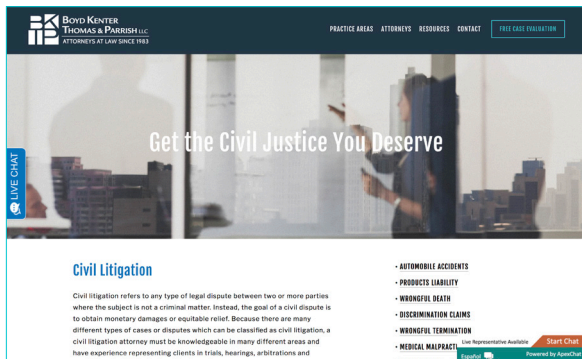 BOYD KENTER
THOMAS & PARRISH LLC
ATTORNEYS AT LAW SINCE 1983
PRACTICE AREAS ATTORNEYS RESOURCES CONTACT FREE CASE EVALUATION
Get the Civil Justice You Deserve
LIVE CHAT
Civil Litigation
Civil litigation refers to any type of legal dispute between two or more parties
where the subject is not a criminal matter. Instead, the goal of a civil dispute is
to obtain monetary damages or equitable relief. Because there are many
different types of cases or disputes which can be classified as civil litigation, a
civil litigation attorney must be knowledgeable in many different areas and
have experience representing clients in trials, hearings, arbitrations and
• AUTOMOBILE ACCIDENTS
• PRODUCTS LIABILITY
• WRONGFUL DEATH
• DISCRIMINATION CLAIMS
• WRONGFUL TERMINATION
• MEDICAL MALPRACTI
Live Representative Available Start Chat
Español Powered by ApexChat